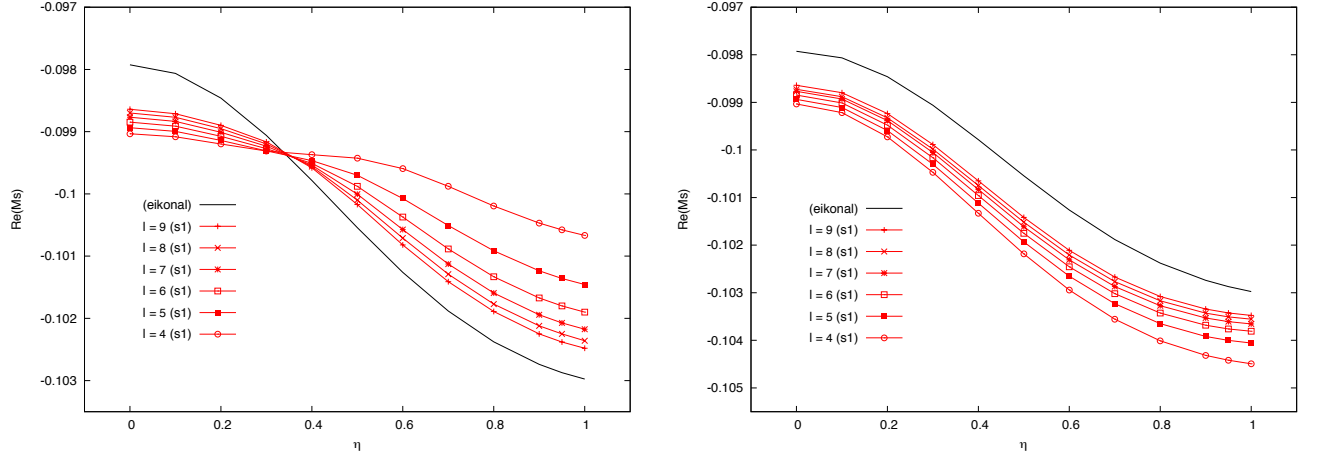 -0.097
-0.098
-0.099
-0.1
-0.101
-0.102
-0.103
Re(Ms)
(eikonal)
l = 9 (s1)
l = 8 (s1)
l = 7 (s1)
l = 6 (s1)
l = 5 (s1)
l = 4 (s1)
0 0.2 0.4 0.6 0.8 1
η
-0.097
-0.098
-0.099
-0.1
-0.101
-0.102
-0.103
-0.104
-0.105
Re(Ms)
(eikonal)
l = 9 (s1)
l = 8 (s1)
l = 7 (s1)
l = 6 (s1)
l = 5 (s1)
l = 4 (s1)
0 0.2 0.4 0.6 0.8 1
η